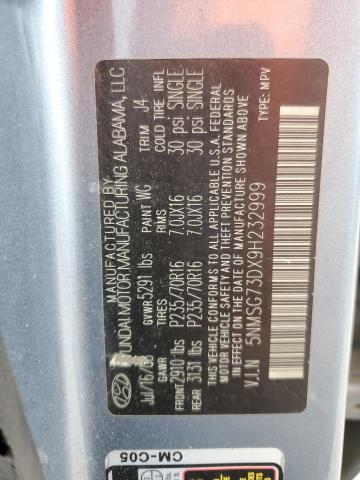 HYUNDAI MOTOR MANUFACTURING ALABAMA, LLC
Jul/16/08 GVWR 5291 lbs PAINT WC TRIM J4
GAWR TIRES RIMS COLD TIRE INFL
FRONT 2910 lbs P235/70R16 7.0JX16 30 psi SINGLE
REAR 3131 lbs P235/70R16 7.0JX16 30 psi SINGLE
THIS VEHICLE CONFORMS TO ALL APPLICABLE U.S.A. FEDERAL
MOTOR VEHICLE SAFETY AND THEFT PREVENTION STANDARDS
IN EFFECT ON THE DATE OF MANUFACTURE SHOWN ABOVE.
V.I.N 5NMSG73DX9H232999 TYPE: MPV
CM-C05